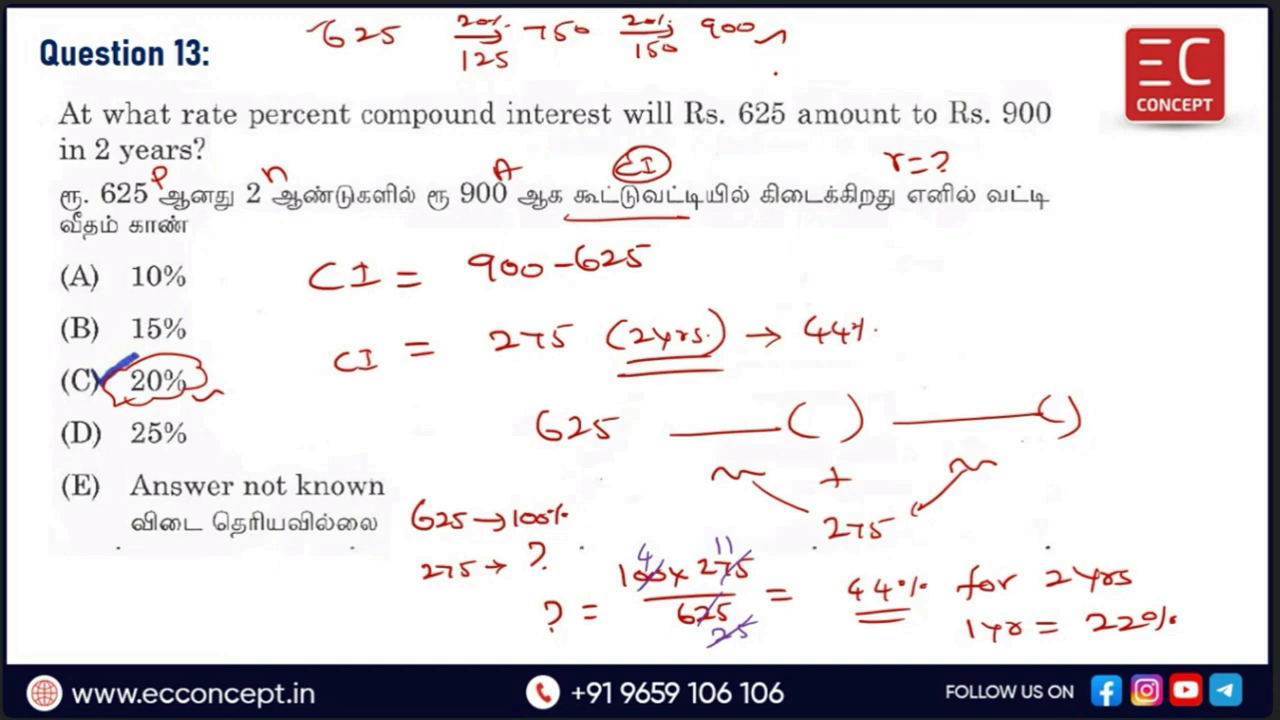 625 20% 125 750 20% 150 900
Question 13:
EC
CONCEPT
At what rate percent compound interest will Rs. 625 amount to Rs. 900
in 2 years?
P n A CI r=?
ரூ. 625 ஆனது 2 ஆண்டுகளில் ரூ 900 ஆக கூட்டுவட்டியில் கிடைக்கிறது எனில் வட்டி
வீதம் காண்
(A) 10%
CI = 900-625
(B) 15%
CI = 275 (2yrs.) → 44%
(C) 20%
625 ( ) ( )
(D) 25%
+
275
(E) Answer not known
விடை தெரியவில்லை
625 → 100%
275 → ?
? = 100 x 275 / 625 = 44% for 2yrs
4 11 25
1yr = 22%
www.ecconcept.in +91 9659 106 106 FOLLOW US ON